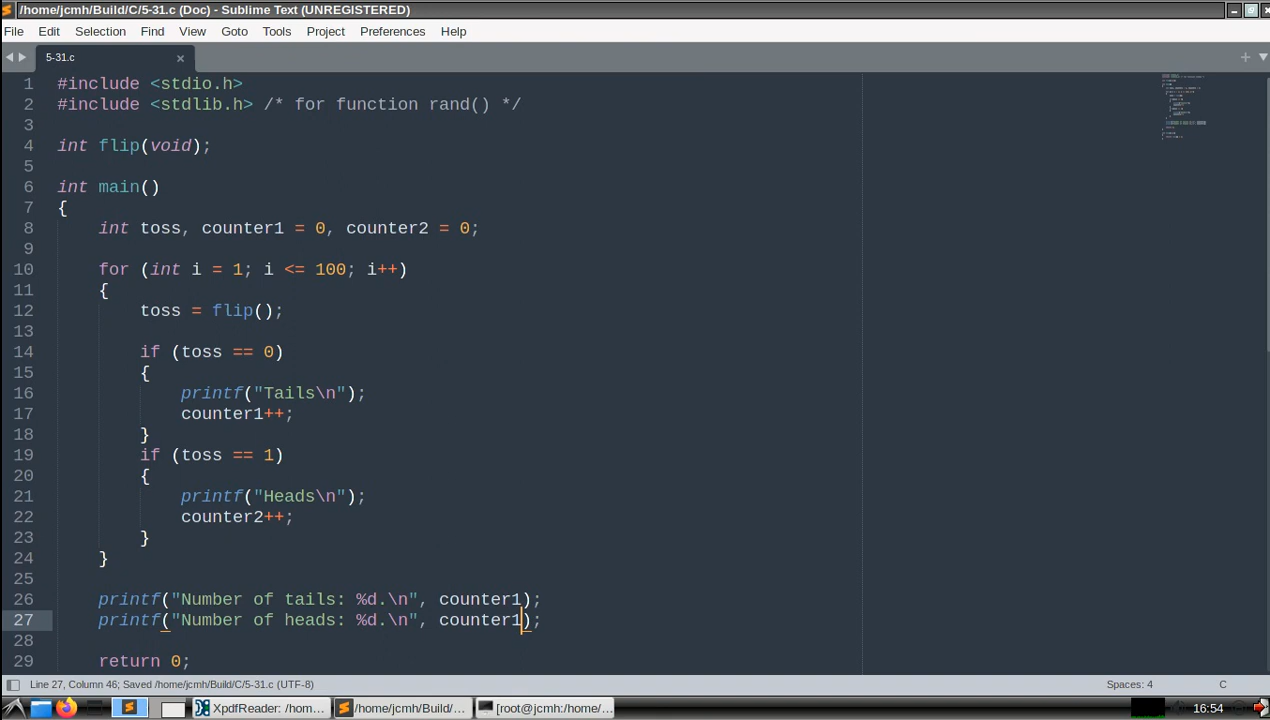 /home/jcmh/Build/C/5-31.c (Doc) - Sublime Text (UNREGISTERED)
File Edit Selection Find View Goto Tools Project Preferences Help
5-31.c
1 #include <stdio.h>
2 #include <stdlib.h> /* for function rand() */
3
4 int flip(void);
5
6 int main()
7 {
8 int toss, counter1 = 0, counter2 = 0;
9
10 for (int i = 1; i <= 100; i++)
11 {
12 toss = flip();
13
14 if (toss == 0)
15 {
16 printf("Tails\n");
17 counter1++;
18 }
19 if (toss == 1)
20 {
21 printf("Heads\n");
22 counter2++;
23 }
24 }
25
26 printf("Number of tails: %d.\n", counter1);
27 printf("Number of heads: %d.\n", counter1);
28
29 return 0;
Line 27, Column 46; Saved /home/jcmh/Build/C/5-31.c (UTF-8) Spaces: 4 C
XpdfReader: /hom... /home/jcmh/Build/... [root@jcmh:/home/... 16:54